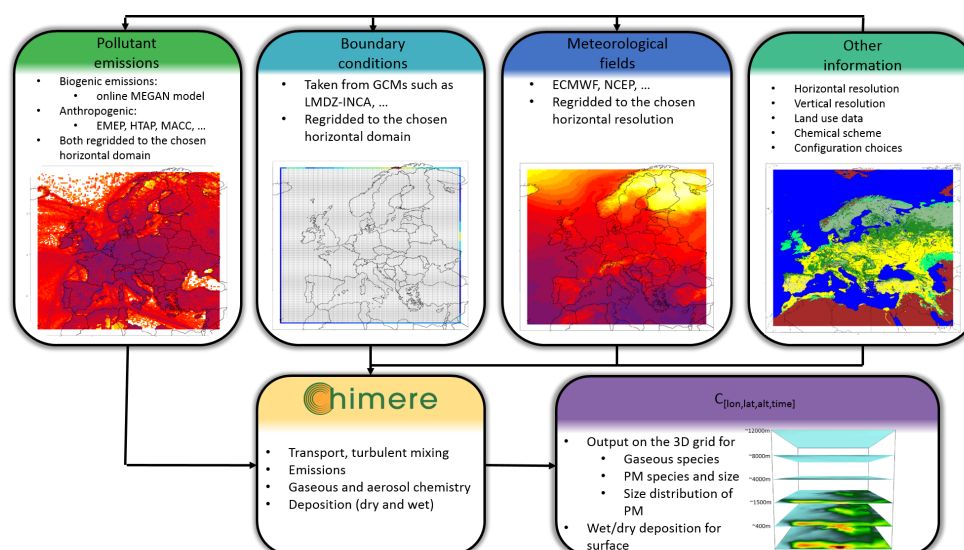 Pollutant
emissions
• Biogenic emissions:
• online MEGAN model
• Anthropogenic:
• EMEP, HTAP, MACC, ...
• Both regridded to the chosen
horizontal domain
Boundary
conditions
• Taken from GCMs such as
LMDZ-INCA, ...
• Regridded to the chosen
horizontal domain
Meteorological
fields
• ECMWF, NCEP, ...
• Regridded to the chosen
horizontal resolution
Other
information
• Horizontal resolution
• Vertical resolution
• Land use data
• Chemical scheme
• Configuration choices
Chimere
• Transport, turbulent mixing
• Emissions
• Gaseous and aerosol chemistry
• Deposition (dry and wet)
C[lon,lat,alt,time]
• Output on the 3D grid for
• Gaseous species
• PM species and size
• Size distribution of
PM
• Wet/dry deposition for
surface
~12000m
~8000m
~4000m
~1500m
~400m